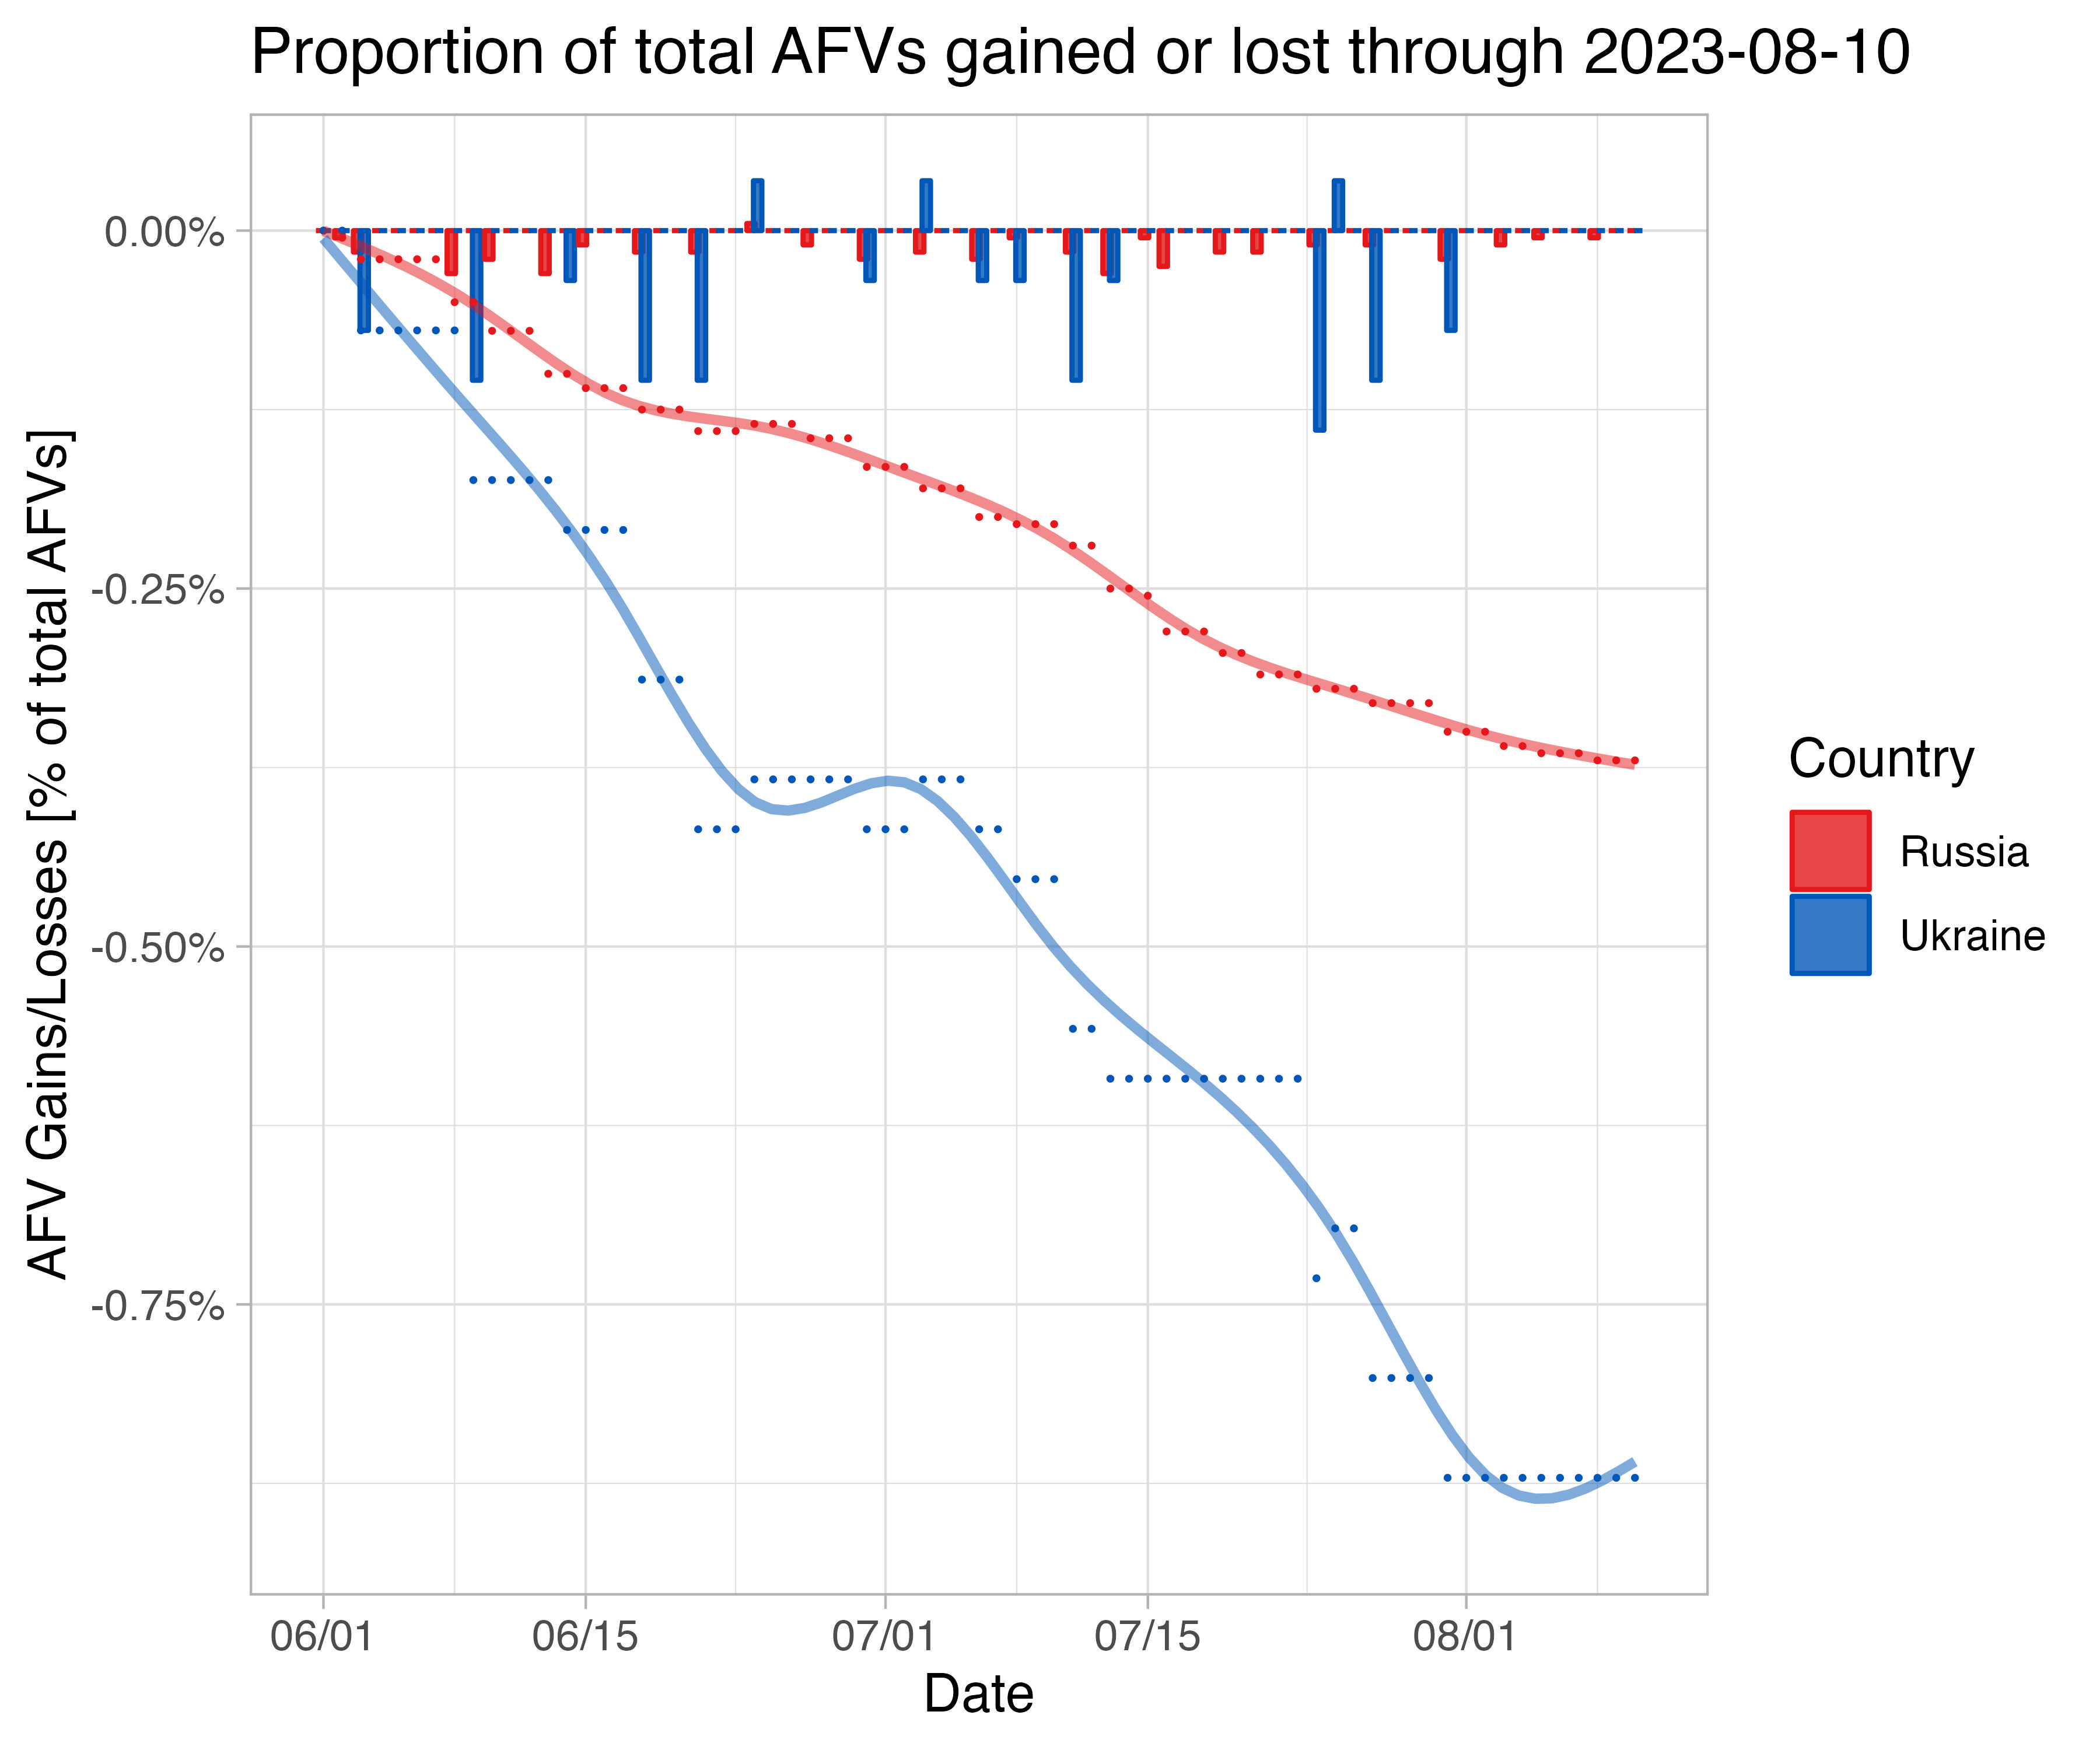 Proportion of total AFVs gained or lost through 2023-08-10
AFV Gains/Losses [% of total AFVs]
0.00%
-0.25%
-0.50%
-0.75%
06/01
06/15
07/01
07/15
08/01
Date
Country
Russia
Ukraine